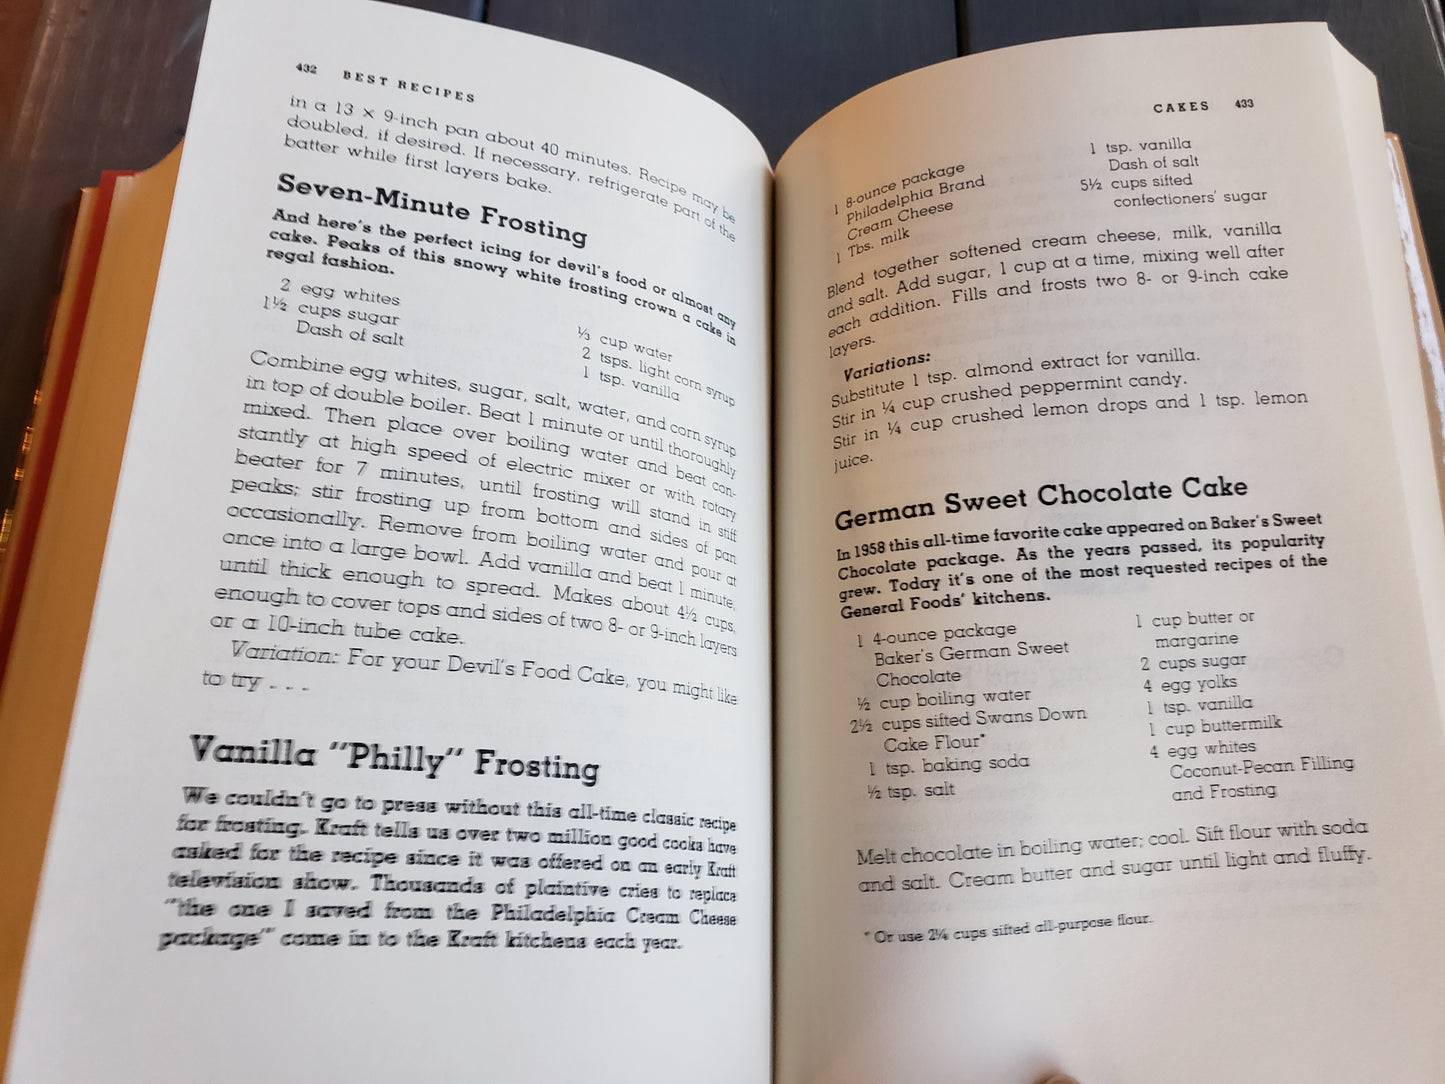 432 BEST RECIPES
in a 13 × 9-inch pan about 40 minutes. Recipe may be
doubled, if desired. If necessary, refrigerate part of the
batter while first layers bake.
Seven-Minute Frosting
And here's the perfect icing for devil's food or almost any
cake. Peaks of this snowy white frosting crown a cake in
regal fashion.
2 egg whites
1½ cups sugar
Dash of salt
⅓ cup water
2 tsps. light corn syrup
1 tsp. vanilla
Combine egg whites, sugar, salt, water, and corn syrup
in top of double boiler. Beat 1 minute or until thoroughly
mixed. Then place over boiling water and beat con-
stantly at high speed of electric mixer or with rotary
beater for 7 minutes, until frosting will stand in stiff
peaks; stir frosting up from bottom and sides of pan
occasionally. Remove from boiling water and pour at
once into a large bowl. Add vanilla and beat 1 minute,
until thick enough to spread. Makes about 4½ cups,
enough to cover tops and sides of two 8- or 9-inch layers
or a 10-inch tube cake.
Variation: For your Devil's Food Cake, you might like
to try . . .
Vanilla "Philly" Frosting
We couldn't go to press without this all-time classic recipe
for frosting. Kraft tells us over two million good cooks have
asked for the recipe since it was offered on an early Kraft
television show. Thousands of plaintive cries to replace
"the one I saved from the Philadelphia Cream Cheese
package" come in to the Kraft kitchens each year.
CAKES 433
1 8-ounce package
Philadelphia Brand
Cream Cheese
1 Tbs. milk
1 tsp. vanilla
Dash of salt
5½ cups sifted
confectioners' sugar
Blend together softened cream cheese, milk, vanilla
and salt. Add sugar, 1 cup at a time, mixing well after
each addition. Fills and frosts two 8- or 9-inch cake
layers.
Variations:
Substitute 1 tsp. almond extract for vanilla.
Stir in ¼ cup crushed peppermint candy.
Stir in ¼ cup crushed lemon drops and 1 tsp. lemon
juice.
German Sweet Chocolate Cake
In 1958 this all-time favorite cake appeared on Baker's Sweet
Chocolate package. As the years passed, its popularity
grew. Today it's one of the most requested recipes of the
General Foods' kitchens.
1 4-ounce package
Baker's German Sweet
Chocolate
½ cup boiling water
2½ cups sifted Swans Down
Cake Flour*
1 tsp. baking soda
½ tsp. salt
1 cup butter or
margarine
2 cups sugar
4 egg yolks
1 tsp. vanilla
1 cup buttermilk
4 egg whites
Coconut-Pecan Filling
and Frosting
Melt chocolate in boiling water; cool. Sift flour with soda
and salt. Cream butter and sugar until light and fluffy.
* Or use 2¼ cups sifted all-purpose flour.